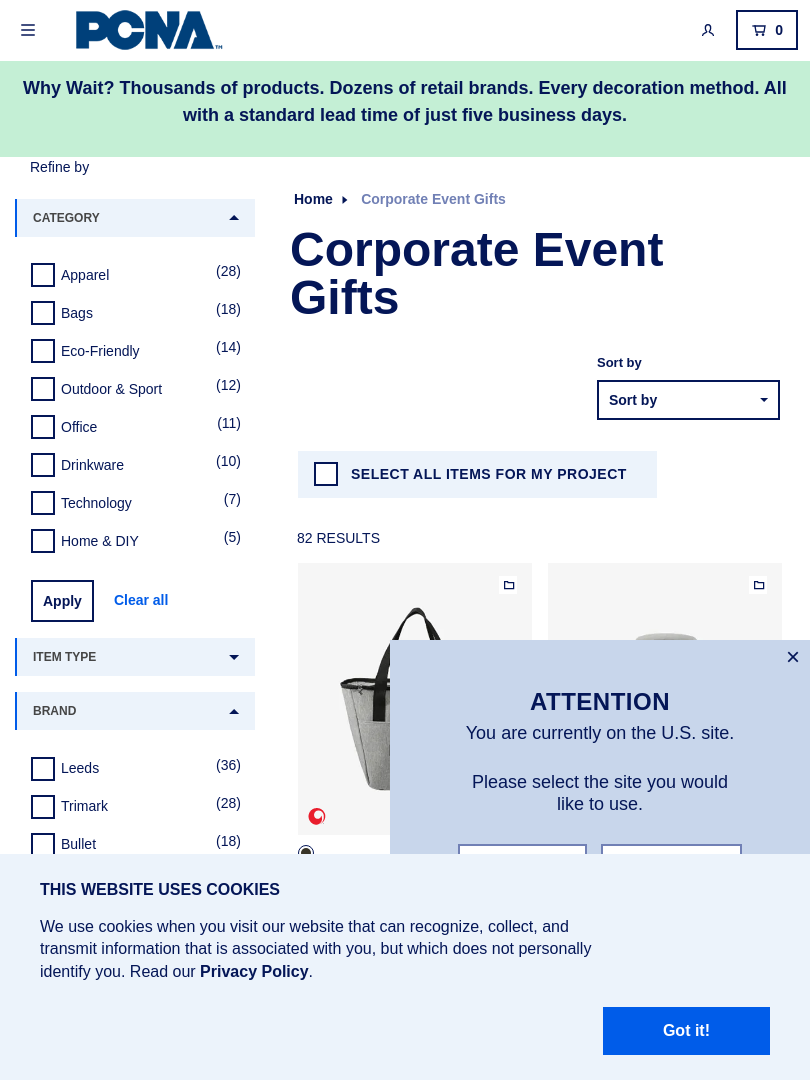 PCNA™
0
Why Wait? Thousands of products. Dozens of retail brands. Every decoration method. All
with a standard lead time of just five business days.
Refine by
CATEGORY
Apparel (28)
Bags (18)
Eco-Friendly (14)
Outdoor & Sport (12)
Office (11)
Drinkware (10)
Technology (7)
Home & DIY (5)
Apply Clear all
ITEM TYPE
BRAND
Leeds (36)
Trimark (28)
Bullet (18)
Home Corporate Event Gifts
Corporate Event
Gifts
Sort by
Sort by
SELECT ALL ITEMS FOR MY PROJECT
82 RESULTS
×
ATTENTION
You are currently on the U.S. site.
Please select the site you would
like to use.
THIS WEBSITE USES COOKIES
We use cookies when you visit our website that can recognize, collect, and
transmit information that is associated with you, but which does not personally
identify you. Read our Privacy Policy.
Got it!